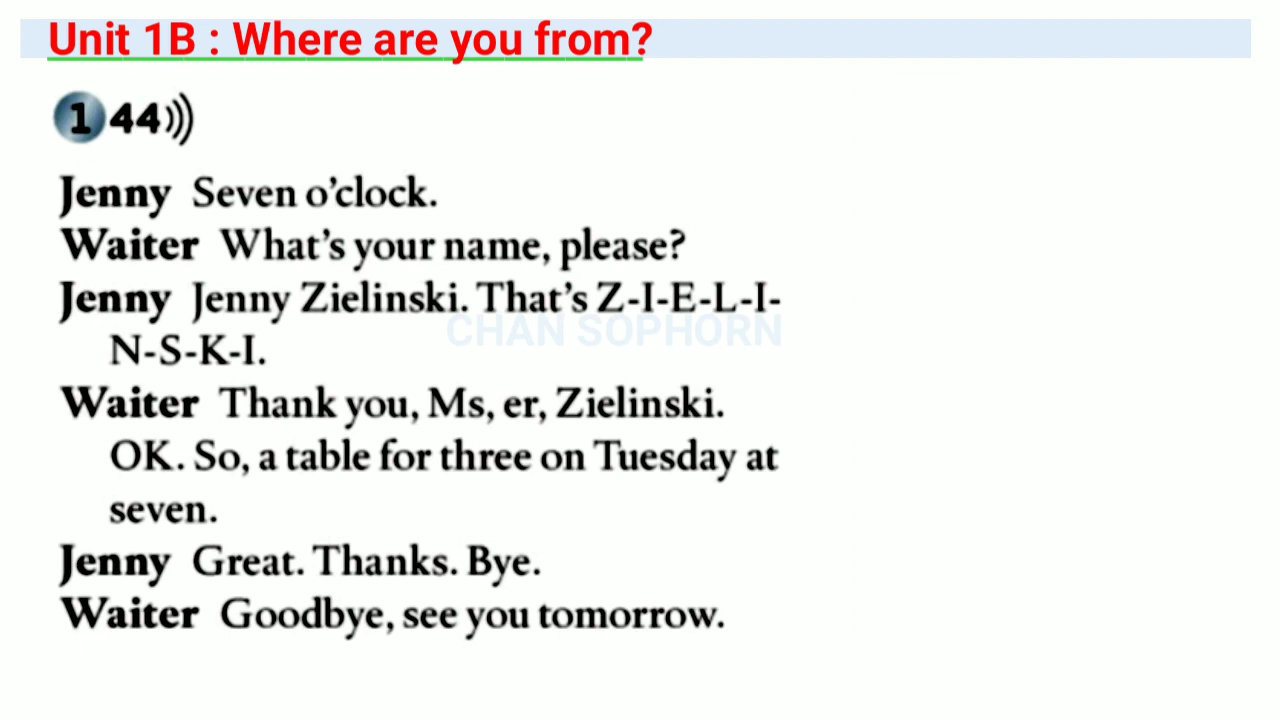 Unit 1B : Where are you from?
1 44
Jenny Seven o'clock.
Waiter What's your name, please?
Jenny Jenny Zielinski. That's Z-I-E-L-I-
N-S-K-I.
CHAN SOPHORN
Waiter Thank you, Ms, er, Zielinski.
OK. So, a table for three on Tuesday at
seven.
Jenny Great. Thanks. Bye.
Waiter Goodbye, see you tomorrow.